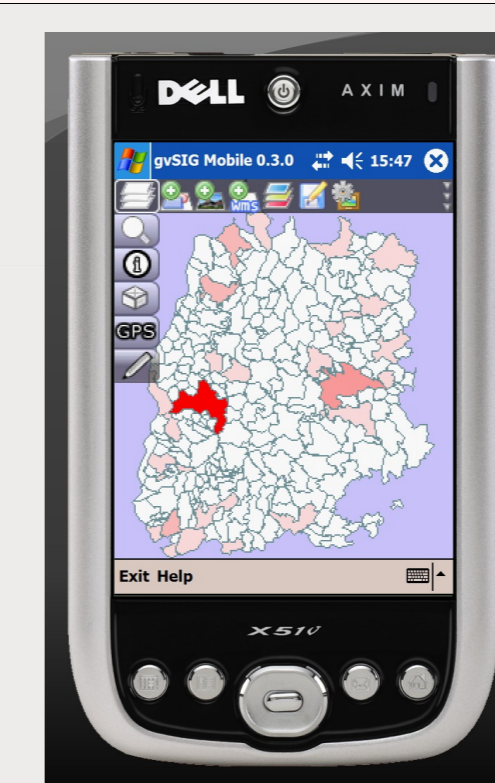 DELL
AXIM
gvSIG Mobile 0.3.0 15:47
wms
GPS
Exit Help
X51v